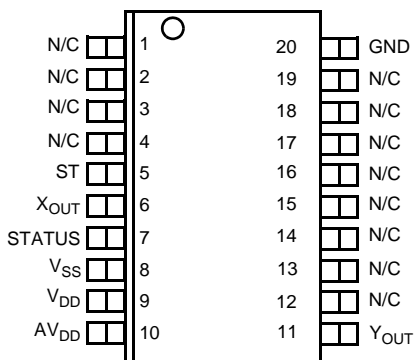 N/C 1 20 GND
N/C 2 19 N/C
N/C 3 18 N/C
N/C 4 17 N/C
ST 5 16 N/C
XOUT 6 15 N/C
STATUS 7 14 N/C
VSS 8 13 N/C
VDD 9 12 N/C
AVDD 10 11 YOUT